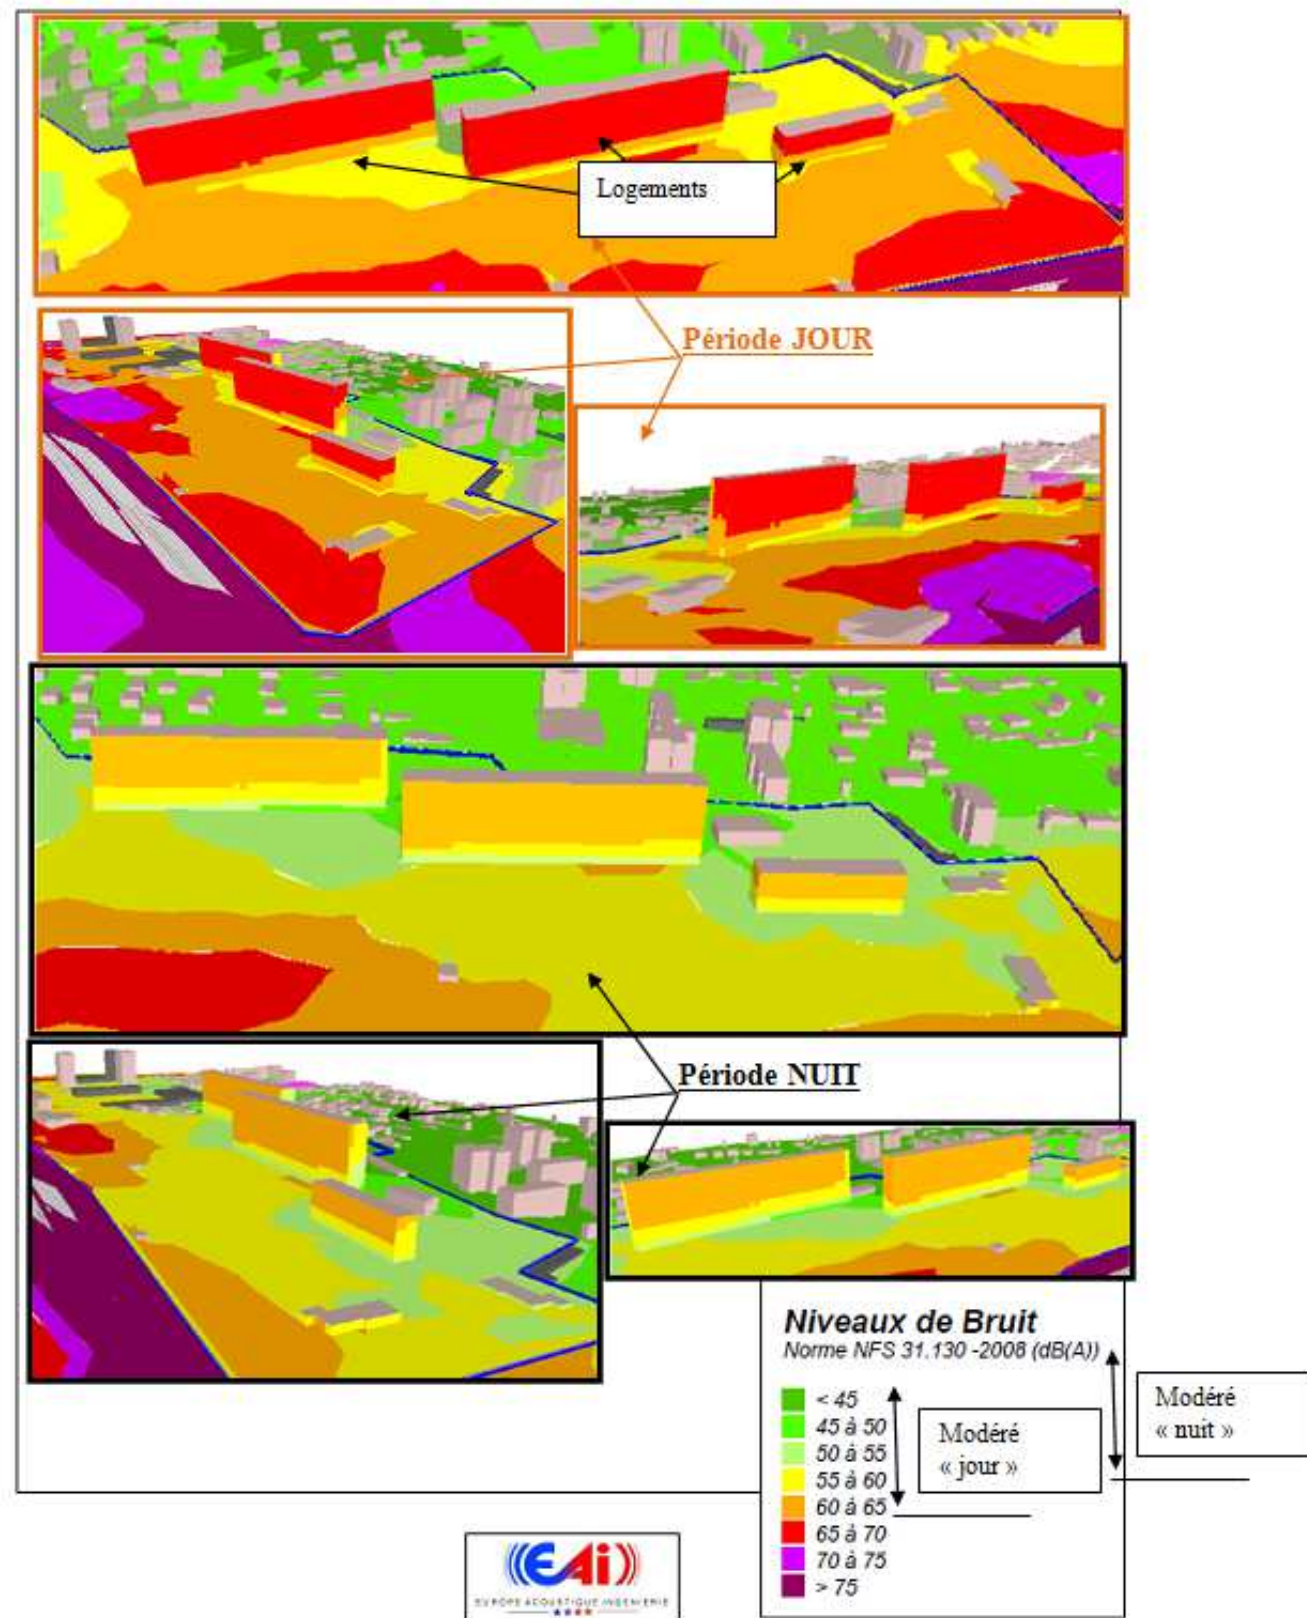 Logements
Période JOUR
Période NUIT
Niveaux de Bruit
Norme NFS 31.130 -2008 (dB(A))
< 45
45 à 50
50 à 55
55 à 60
60 à 65
65 à 70
70 à 75
> 75
Modéré
« jour »
Modéré
« nuit »
EAi
EUROPE ACOUSTIQUE INGENIERIE